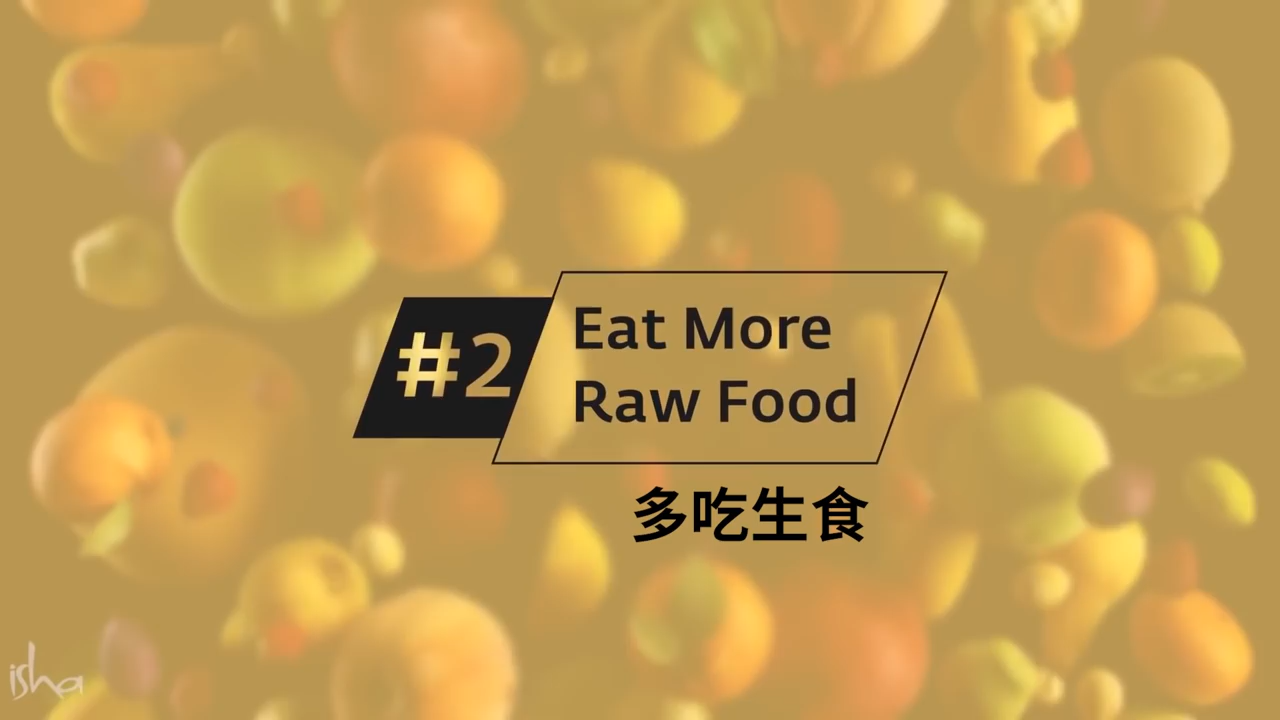 #2
Eat More
Raw Food
多吃生食
isha